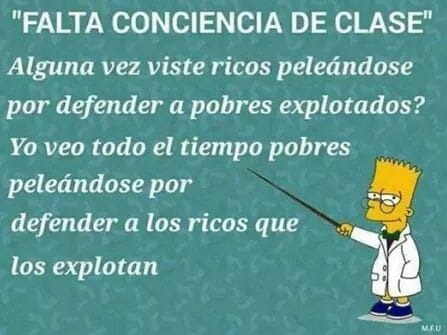 "FALTA CONCIENCIA DE CLASE"
Alguna vez viste ricos peleándose
por defender a pobres explotados?
Yo veo todo el tiempo pobres
peleándose por
defender a los ricos que
los explotan
M.F.U